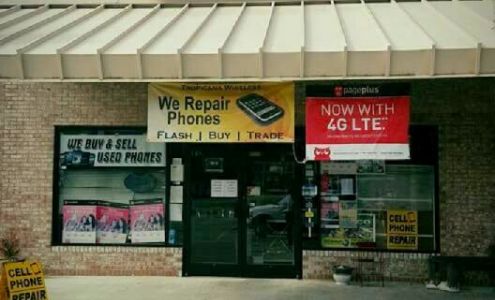 TROPICANA WIRELESS
We Repair
Phones
FLASH | BUY | TRADE
pageplus
NOW WITH
4G LTE
WE BUY & SELL
USED PHONES
CELL
PHONE
REPAIR
CELL
PHONE
REPAIR